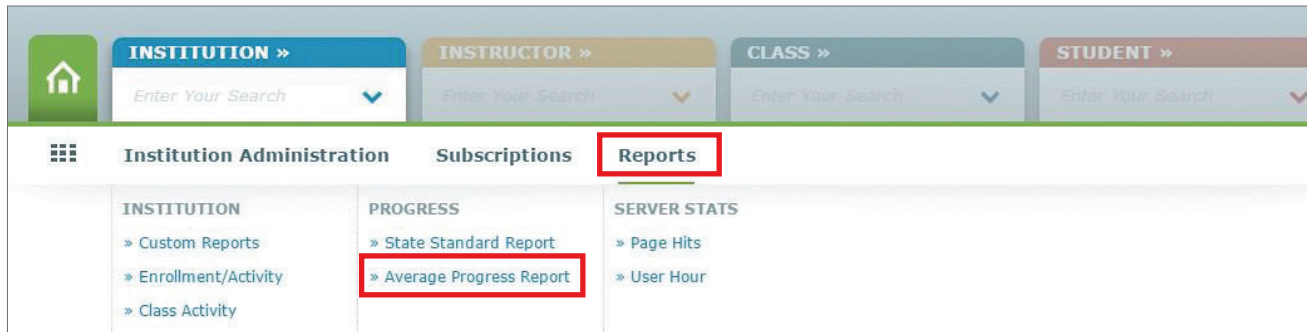 INSTITUTION » INSTRUCTOR » CLASS » STUDENT »
Enter Your Search Enter Your Search Enter Your Search Enter Your Search
Institution Administration Subscriptions Reports
INSTITUTION PROGRESS SERVER STATS
» Custom Reports » State Standard Report » Page Hits
» Enrollment/Activity » Average Progress Report » User Hour
» Class Activity